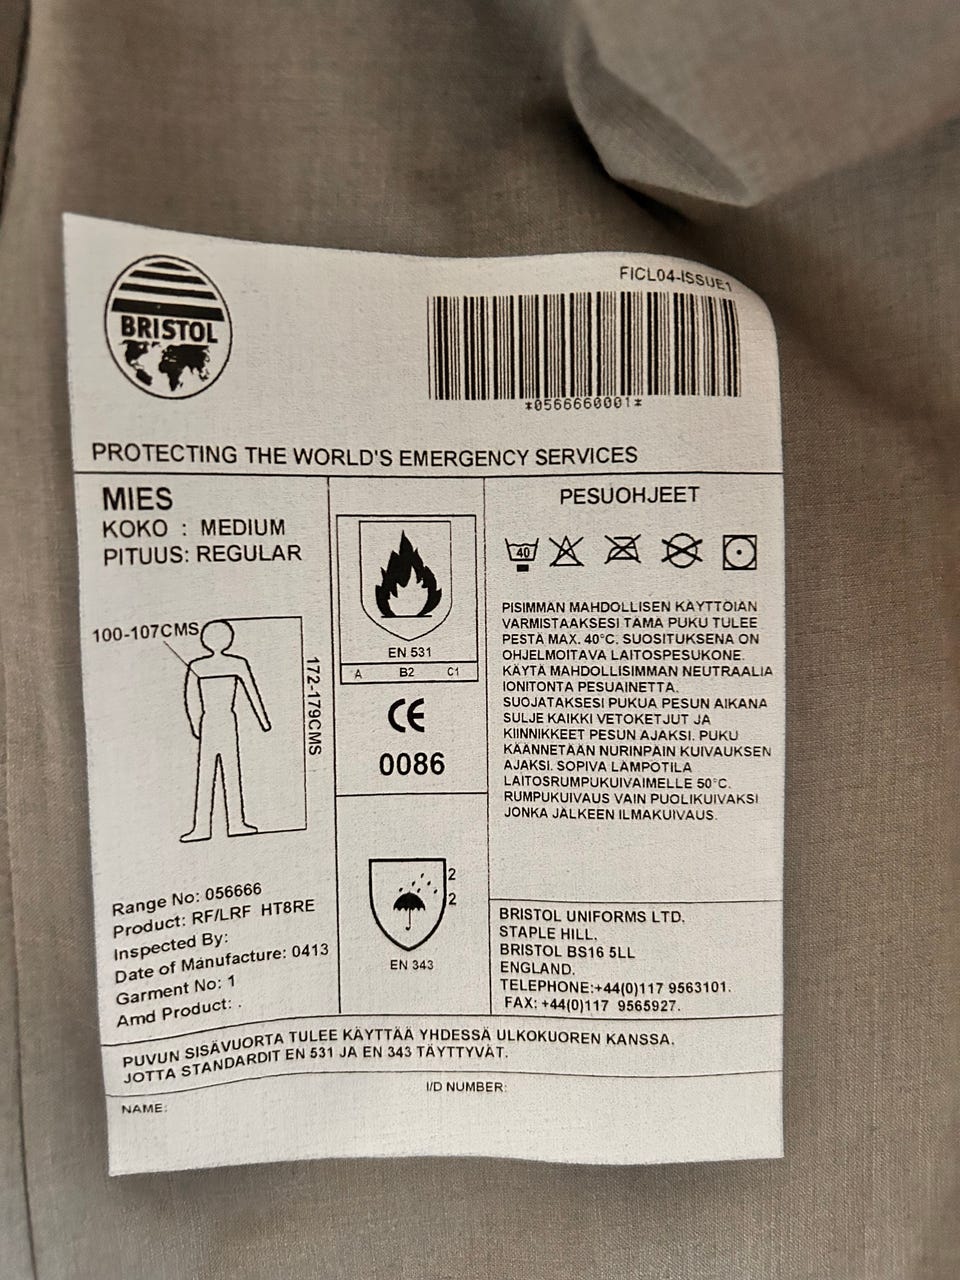 FICL04-ISSUE1
BRISTOL
*0566660001*
PROTECTING THE WORLD'S EMERGENCY SERVICES
MIES
KOKO : MEDIUM
PITUUS: REGULAR
100-107CMS
172-179CMS
Range No: 056666
Product: RF/LRF HT8RE
Inspected By:
Date of Manufacture: 0413
Garment No: 1
Amd Product: .
EN 531
A B2 C1
CE
0086
2
2
EN 343
PESUOHJEET
40
PISIMMAN MAHDOLLISEN KÄYTTÖIAN
VARMISTAAKSESI TÄMÄ PUKU TULEE
PESTÄ MAX. 40°C. SUOSITUKSENA ON
OHJELMOITAVA LAITOSPESUKONE.
KÄYTÄ MAHDOLLISIMMAN NEUTRAALIA
IONITONTA PESUAINETTA.
SUOJATAKSESI PUKUA PESUN AIKANA
SULJE KAIKKI VETOKETJUT JA
KIINNIKKEET PESUN AJAKSI. PUKU
KÄÄNNETÄÄN NURINPAIN KUIVAUKSEN
AJAKSI. SOPIVA LÄMPÖTILA
LAITOSRUMPUKUIVAIMELLE 50°C.
RUMPUKUIVAUS VAIN PUOLIKUIVAKSI
JONKA JÄLKEEN ILMAKUIVAUS.
BRISTOL UNIFORMS LTD.
STAPLE HILL,
BRISTOL BS16 5LL
ENGLAND.
TELEPHONE:+44(0)117 9563101.
FAX: +44(0)117 9565927.
PUVUN SISÄVUORTA TULEE KÄYTTÄÄ YHDESSÄ ULKOKUOREN KANSSA,
JOTTA STANDARDIT EN 531 JA EN 343 TÄYTTYVÄT.
I/D NUMBER:
NAME: